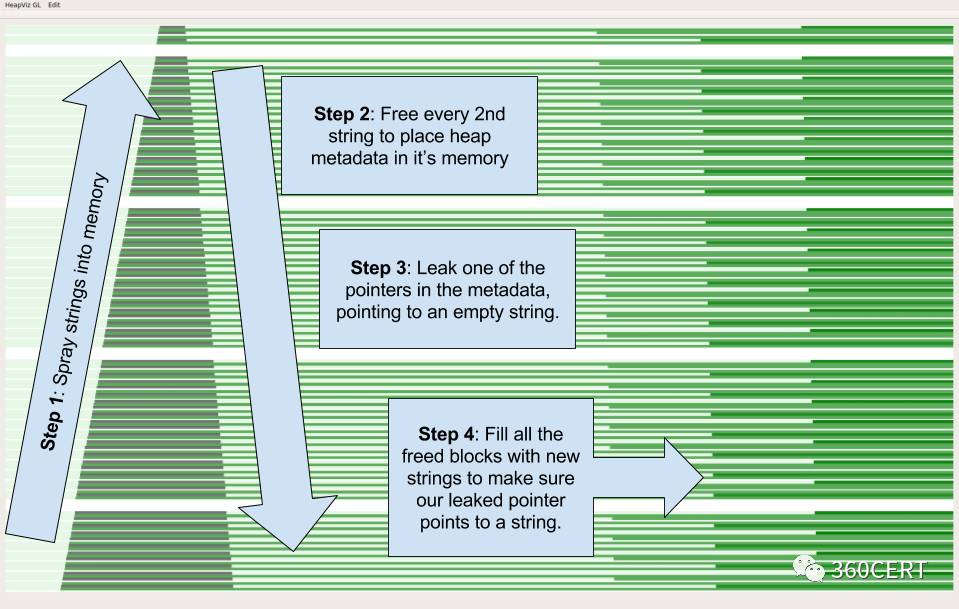 HeapViz GL Edit
Step 1: Spray strings into memory
Step 2: Free every 2nd
string to place heap
metadata in it's memory
Step 3: Leak one of the
pointers in the metadata,
pointing to an empty string.
Step 4: Fill all the
freed blocks with new
strings to make sure
our leaked pointer
points to a string.
360CERT